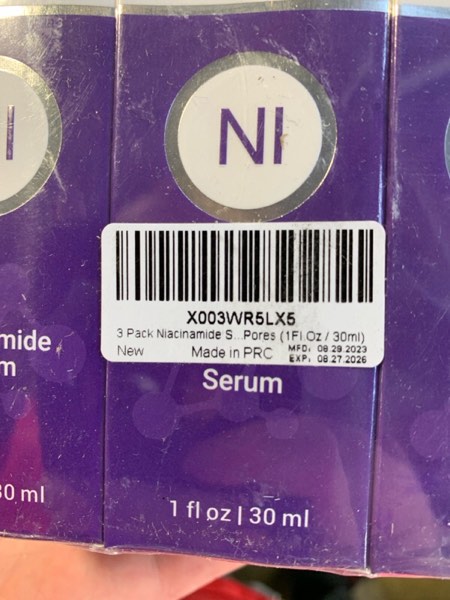 NI
X003WR5LX5
3 Pack Niacinamide S...Pores (1Fl Oz / 30ml)
New Made in PRC MFD: 08.29.2023
EXP: 08.27.2026
mide
m
Serum
30 ml
1 fl oz | 30 ml